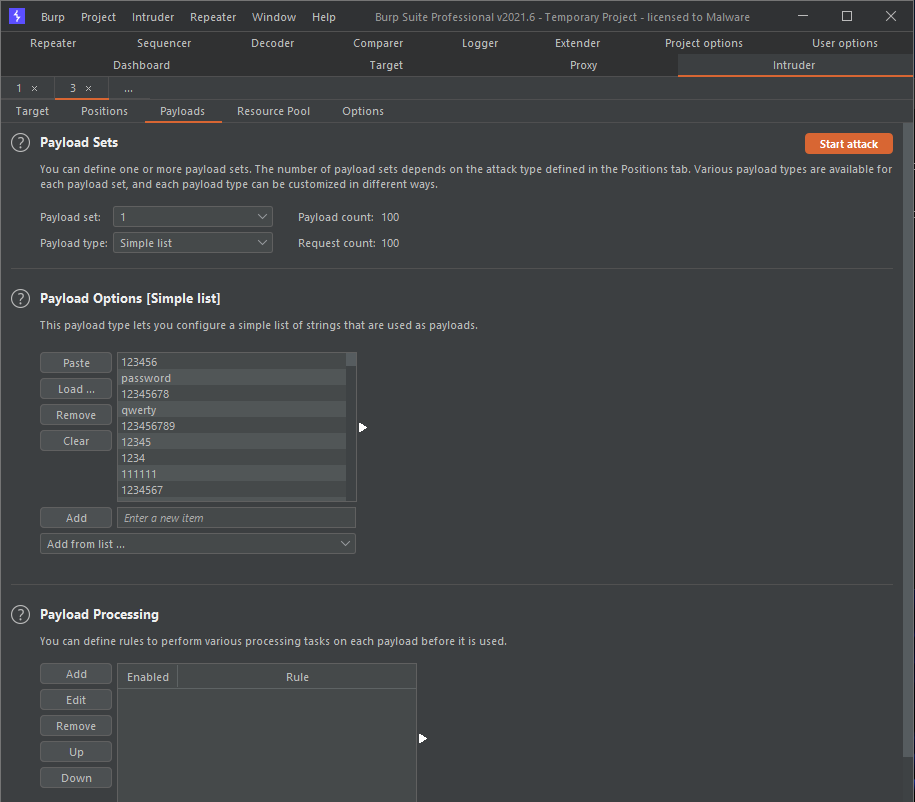 Burp Project Intruder Repeater Window Help Burp Suite Professional v2021.6 - Temporary Project - licensed to Malware
Repeater Sequencer Decoder Comparer Logger Extender Project options User options
Dashboard Target Proxy Intruder
1 × 3 × ...
Target Positions Payloads Resource Pool Options
? Payload Sets Start attack
You can define one or more payload sets. The number of payload sets depends on the attack type defined in the Positions tab. Various payload types are available for
each payload set, and each payload type can be customized in different ways.
Payload set: 1 Payload count: 100
Payload type: Simple list Request count: 100
? Payload Options [Simple list]
This payload type lets you configure a simple list of strings that are used as payloads.
Paste
Load ...
Remove
Clear
123456
password
12345678
qwerty
123456789
12345
1234
111111
1234567
Add Enter a new item
Add from list ...
? Payload Processing
You can define rules to perform various processing tasks on each payload before it is used.
Add
Edit
Remove
Up
Down
Enabled Rule